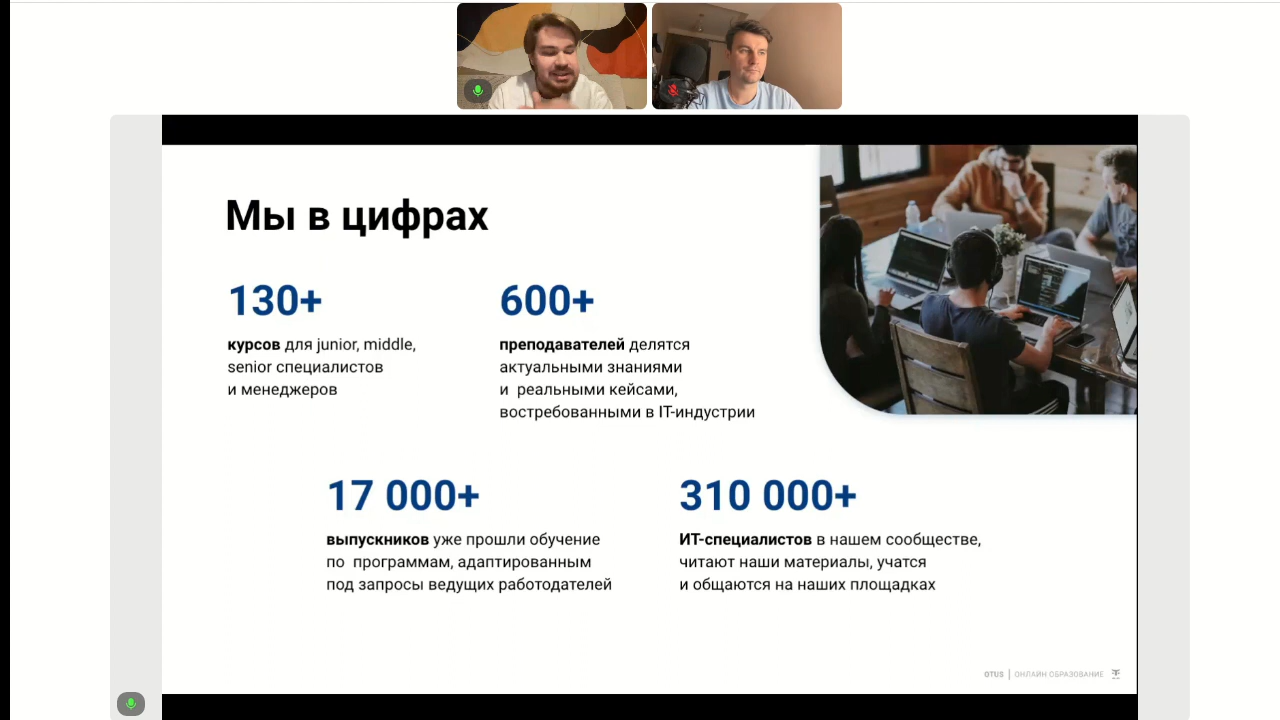 Мы в цифрах
130+
курсов для junior, middle,
senior специалистов
и менеджеров
600+
преподавателей делятся
актуальными знаниями
и реальными кейсами,
востребованными в IT-индустрии
17 000+
выпускников уже прошли обучение
по программам, адаптированным
под запросы ведущих работодателей
310 000+
ИТ-специалистов в нашем сообществе,
читают наши материалы, учатся
и общаются на наших площадках
OTUS | ОНЛАЙН ОБРАЗОВАНИЕ